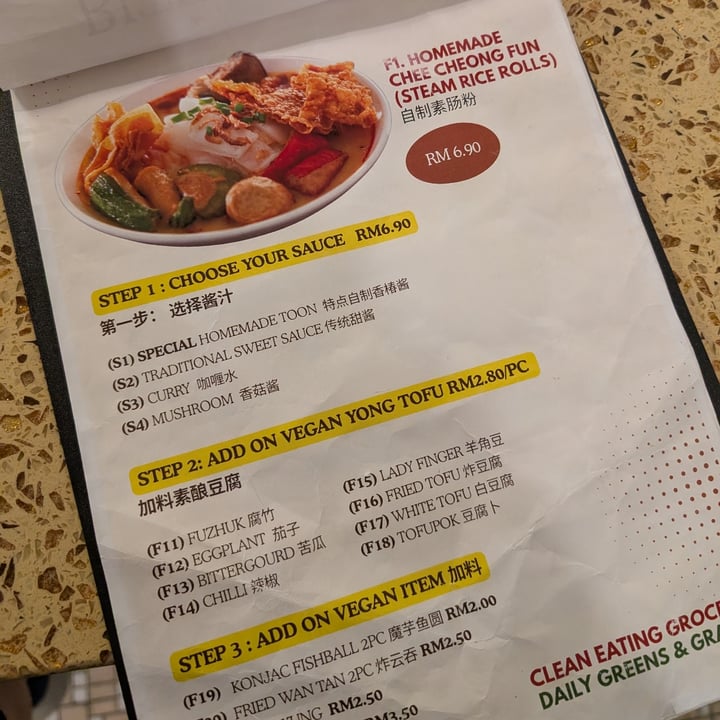 F1. HOMEMADE
CHEE CHEONG FUN
(STEAM RICE ROLLS)
自制素肠粉
RM 6.90
STEP 1 : CHOOSE YOUR SAUCE RM6.90
第一步： 选择酱汁
(S1) SPECIAL HOMEMADE TOON 特点自制香椿酱
(S2) TRADITIONAL SWEET SAUCE 传统甜酱
(S3) CURRY 咖喱水
(S4) MUSHROOM 香菇酱
STEP 2: ADD ON VEGAN YONG TOFU RM2.80/PC
加料素酿豆腐
(F11) FUZHUK 腐竹
(F12) EGGPLANT 茄子
(F13) BITTERGOURD 苦瓜
(F14) CHILLI 辣椒
(F15) LADY FINGER 羊角豆
(F16) FRIED TOFU 炸豆腐
(F17) WHITE TOFU 白豆腐
(F18) TOFUPOK 豆腐卜
STEP 3 : ADD ON VEGAN ITEM 加料
(F19) KONJAC FISHBALL 2PC 魔芋鱼圆 RM2.00
FRIED WAN TAN 2PC 炸云吞 RM2.50
RM2.50
RM3.50
CLEAN EATING
DAILY GREENS &